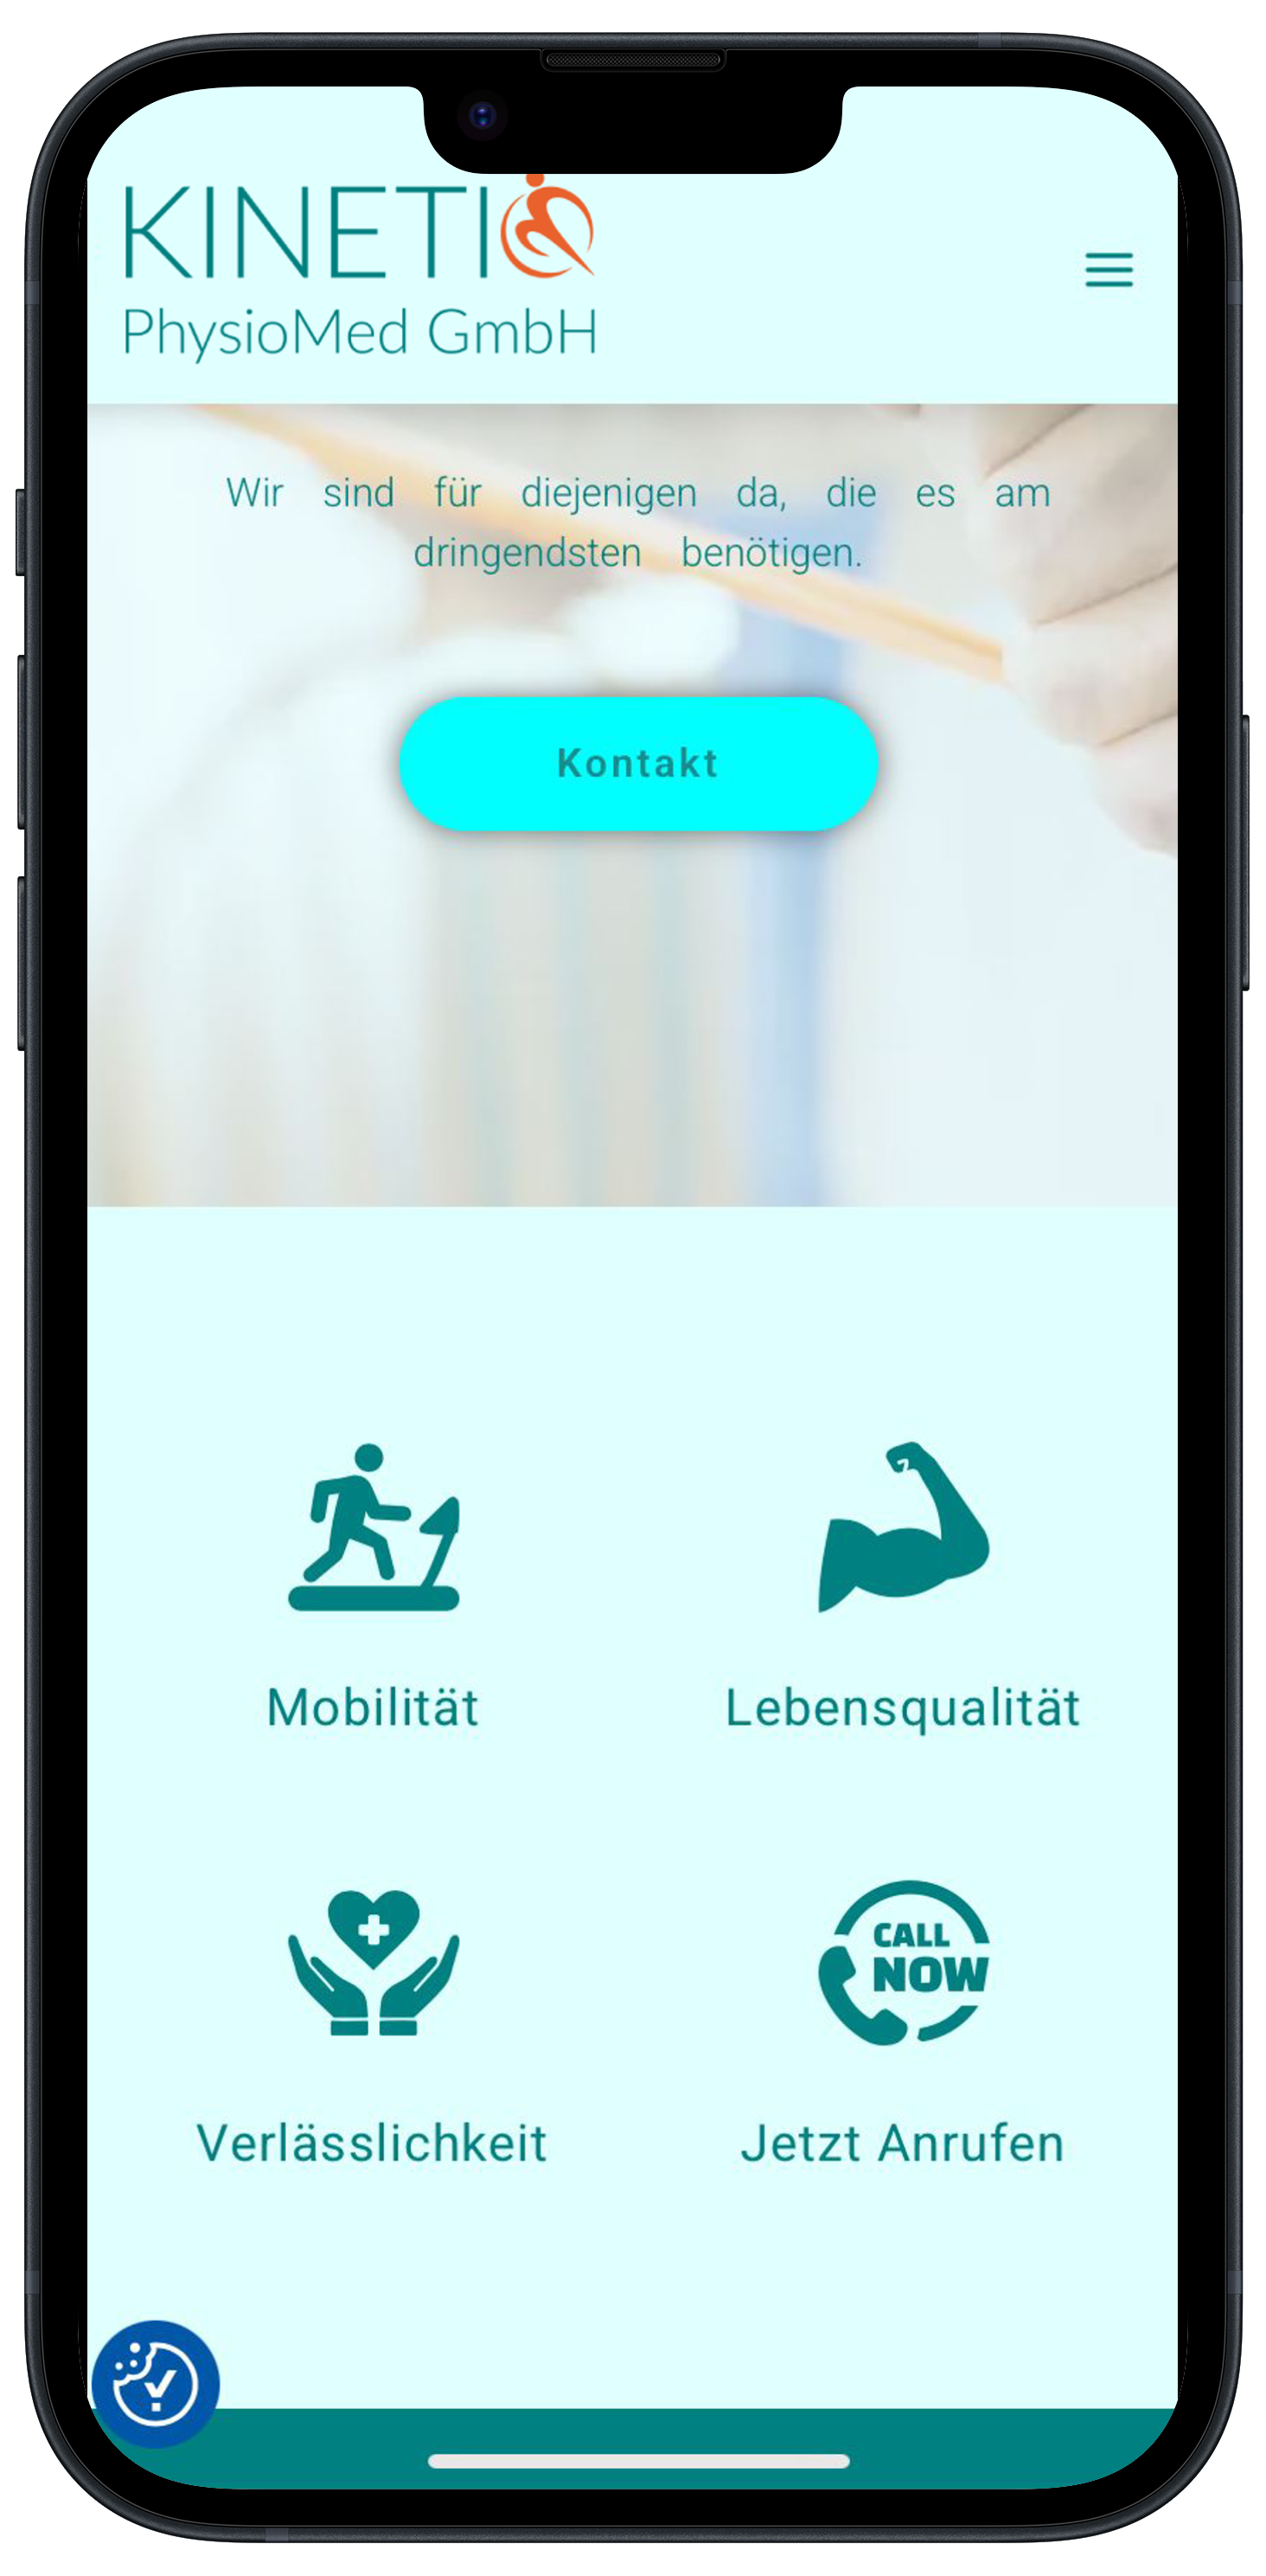 KINETIQ
PhysioMed GmbH
Wir sind für diejenigen da, die es am
dringendsten benötigen.
Kontakt
Mobilität
Lebensqualität
CALL
NOW
Verlässlichkeit
Jetzt Anrufen